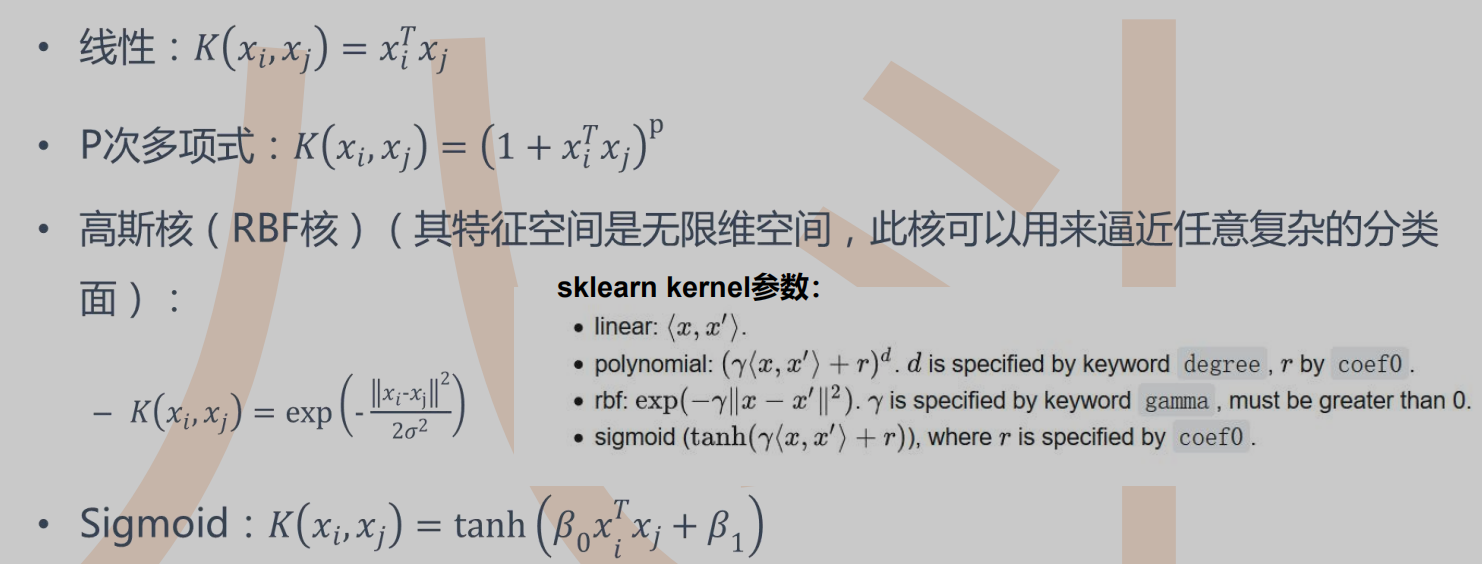 • 线性：K(xᵢ,xⱼ) = xᵢᵀxⱼ
• P次多项式：K(xᵢ,xⱼ) = (1 + xᵢᵀxⱼ)ᵖ
• 高斯核（RBF核）（其特征空间是无限维空间，此核可以用来逼近任意复杂的分类
面）：
– K(xᵢ,xⱼ) = exp(-‖xᵢ-xⱼ‖²/2σ²)
sklearn kernel参数：
• linear: ⟨x, x′⟩.
• polynomial: (γ⟨x, x′⟩ + r)ᵈ. d is specified by keyword degree, r by coef0.
• rbf: exp(−γ‖x − x′‖²). γ is specified by keyword gamma, must be greater than 0.
• sigmoid (tanh(γ⟨x, x′⟩ + r)), where r is specified by coef0.
• Sigmoid：K(xᵢ,xⱼ) = tanh(β₀xᵢᵀxⱼ + β₁)